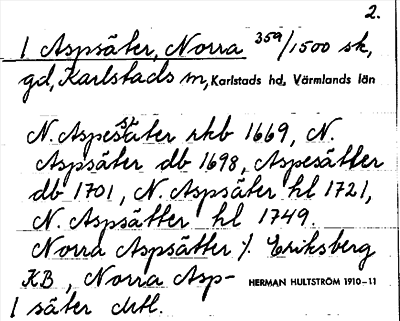 2.
1 Aspsäter, Norra 359/1500 sk,
gd, Karlstads m, Karlstads hd, Värmlands län
N. Aspesäter rkb 1669, N.
Aspsäter db 1698, Aspesätter
db 1701, N. Aspsäter hl 1721,
N. Aspsätter hl 1749.
Norra Aspsätter /. Eriksberg
KB, Norra Asp-
HERMAN HULTSTRÖM 1910–11
1 säter